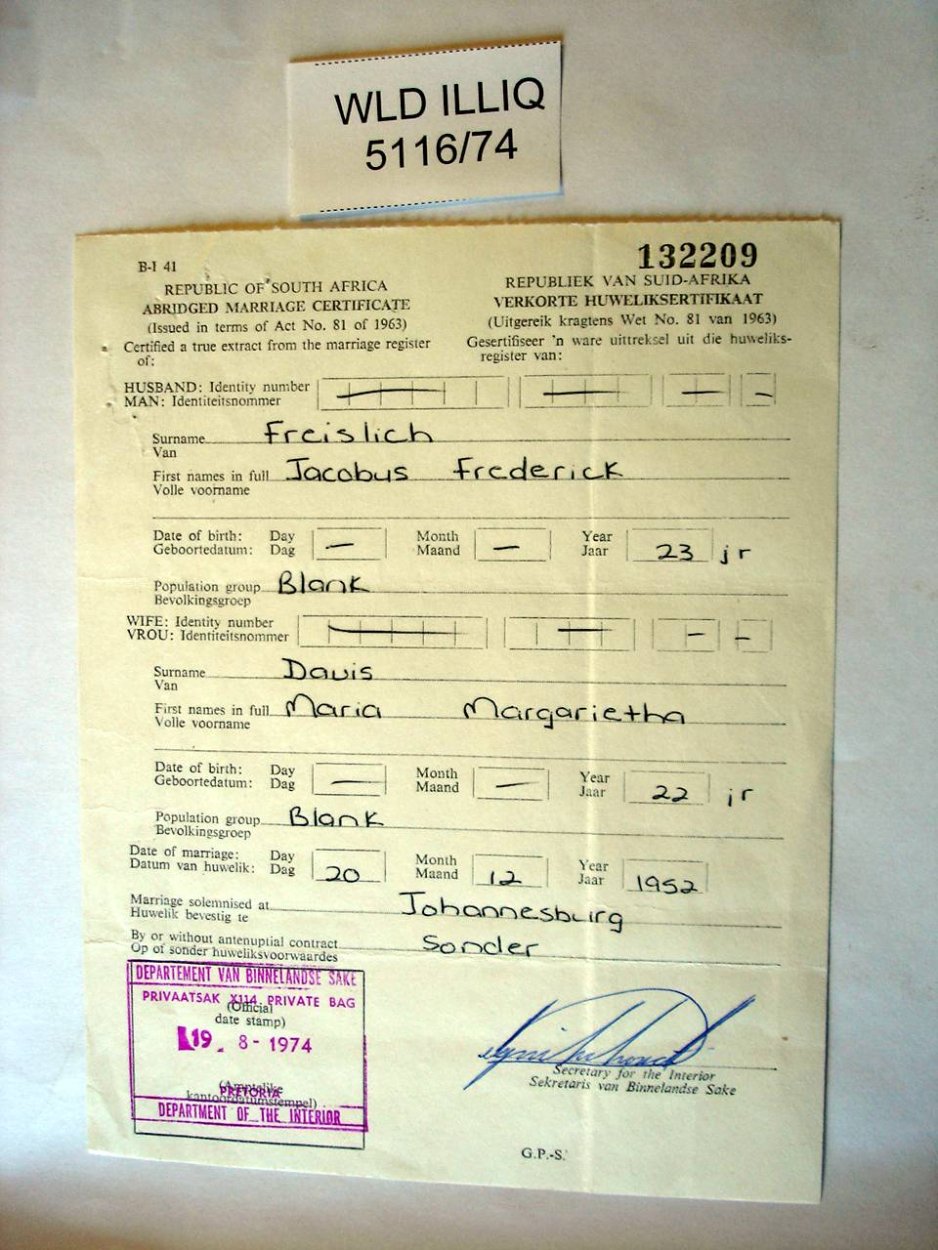 WLD ILLIQ
5116/74
132209
B-I 41
REPUBLIC OF SOUTH AFRICA
ABRIDGED MARRIAGE CERTIFICATE
(Issued in terms of Act No. 81 of 1963)
Certified a true extract from the marriage register
of:
REPUBLIEK VAN SUID-AFRIKA
VERKORTE HUWELIKSERTIFIKAAT
(Uitgereik kragtens Wet No. 81 van 1963)
Gesertifiseer 'n ware uittreksel uit die huweliks-
register van:
HUSBAND: Identity number
MAN: Identiteitsnommer
Surname Freislich
Van
First names in full Jacobus Frederick
Volle voorname
Date of birth: Day — Month — Year 23 jr
Geboortedatum: Dag Maand Jaar
Population group Blank
Bevolkingsgroep
WIFE: Identity number
VROU: Identiteitsnommer
Surname Davis
Van
First names in full Maria Margarietha
Volle voorname
Date of birth: Day — Month — Year 22 jr
Geboortedatum: Dag Maand Jaar
Population group Blank
Bevolkingsgroep
Date of marriage: Day 20 Month 12 Year 1952
Datum van huwelik: Dag Maand Jaar
Marriage solemnised at Johannesburg
Huwelik bevestig te
By or without antenuptial contract Sonder
Op of sonder huweliksvoorwaardes
DEPARTEMENT VAN BINNELANDSE SAKE
PRIVAATSAK X114 PRIVATE BAG
(Official
date stamp)
19. 8-1974
(Amptelike
PRETORIA
kantoordatumstempel)
DEPARTMENT OF THE INTERIOR
Secretary for the Interior
Sekretaris van Binnelandse Sake
G.P.-S.